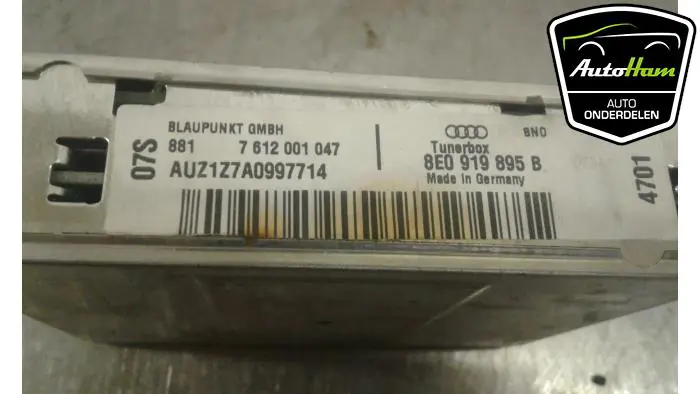 07S
BLAUPUNKT GMBH
881 7 612 001 047
AUZ1Z7A0997714
BNO
Tunerbox
8E0 919 895 B
Made in Germany
4701
AutoHam
AUTO
ONDERDELEN